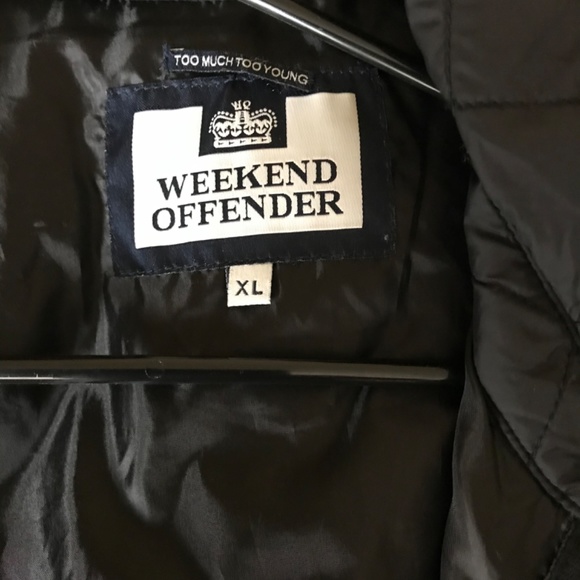 TOO MUCH TOO YOUNG
WEEKEND
OFFENDER
XL